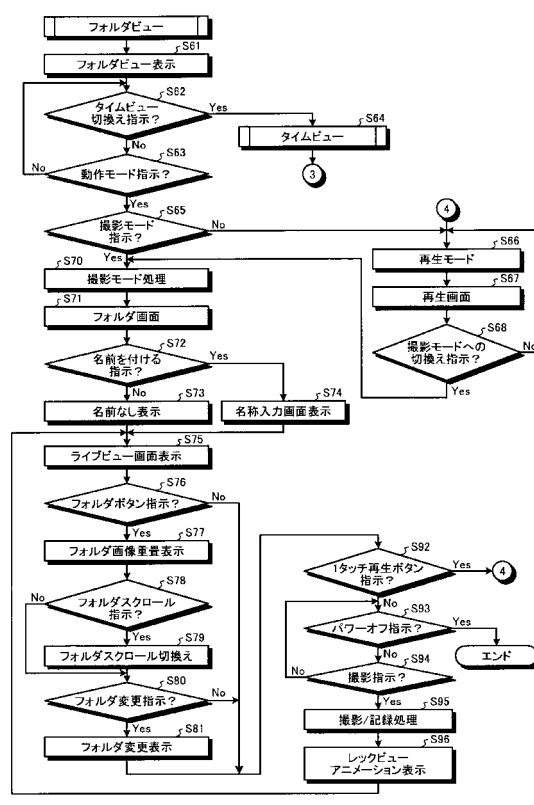 フォルダビュー
S61
フォルダビュー表示
S62
タイムビュー
切換え指示?
Yes
No
S64
タイムビュー
3
S63
動作モード指示?
No
Yes
S65
撮影モード
指示?
No
Yes
4
S66
再生モード
S67
再生画面
S68
撮影モードへの
切換え指示?
No
Yes
S70
撮影モード処理
S71
フォルダ画面
S72
名前を付ける
指示?
Yes
No
S73
名前なし表示
S74
名称入力画面表示
S75
ライブビュー画面表示
S76
フォルダボタン指示?
No
Yes
S77
フォルダ画像重畳表示
S78
フォルダスクロール
指示?
No
Yes
S79
フォルダスクロール切換え
S80
フォルダ変更指示?
No
Yes
S81
フォルダ変更表示
S92
1タッチ再生ボタン
指示?
Yes
4
No
S93
パワーオフ指示?
Yes
エンド
No
S94
撮影指示?
No
Yes
S95
撮影/記録処理
S96
レックビュー
アニメーション表示